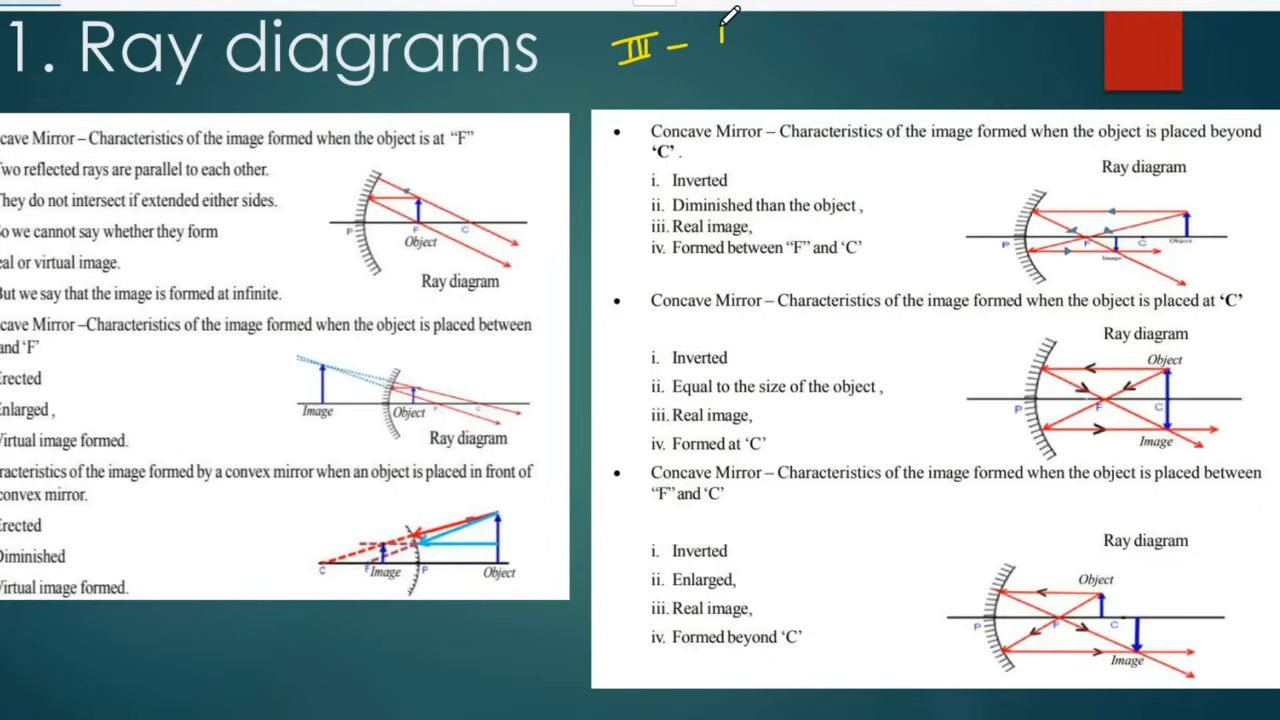 1. Ray diagrams
III -
cave Mirror – Characteristics of the image formed when the object is at “F”
wo reflected rays are parallel to each other.
hey do not intersect if extended either sides.
o we cannot say whether they form
eal or virtual image.
But we say that the image is formed at infinite.
P
F
C
Object
Ray diagram
cave Mirror –Characteristics of the image formed when the object is placed between
and ‘F’
Erected
Enlarged ,
Virtual image formed.
Image
Object
F
C
Ray diagram
racteristics of the image formed by a convex mirror when an object is placed in front of
convex mirror.
Erected
Diminished
Virtual image formed.
C
F
Image
P
Object
• Concave Mirror – Characteristics of the image formed when the object is placed beyond
‘C’ .
Ray diagram
i. Inverted
ii. Diminished than the object ,
iii. Real image,
iv. Formed between “F” and ‘C’
P
F
C
Object
Image
• Concave Mirror – Characteristics of the image formed when the object is placed at ‘C’
Ray diagram
i. Inverted
ii. Equal to the size of the object ,
iii. Real image,
iv. Formed at ‘C’
Object
P
F
C
Image
• Concave Mirror – Characteristics of the image formed when the object is placed between
“F” and ‘C’
Ray diagram
i. Inverted
ii. Enlarged,
iii. Real image,
iv. Formed beyond ‘C’
Object
P
F
C
Image